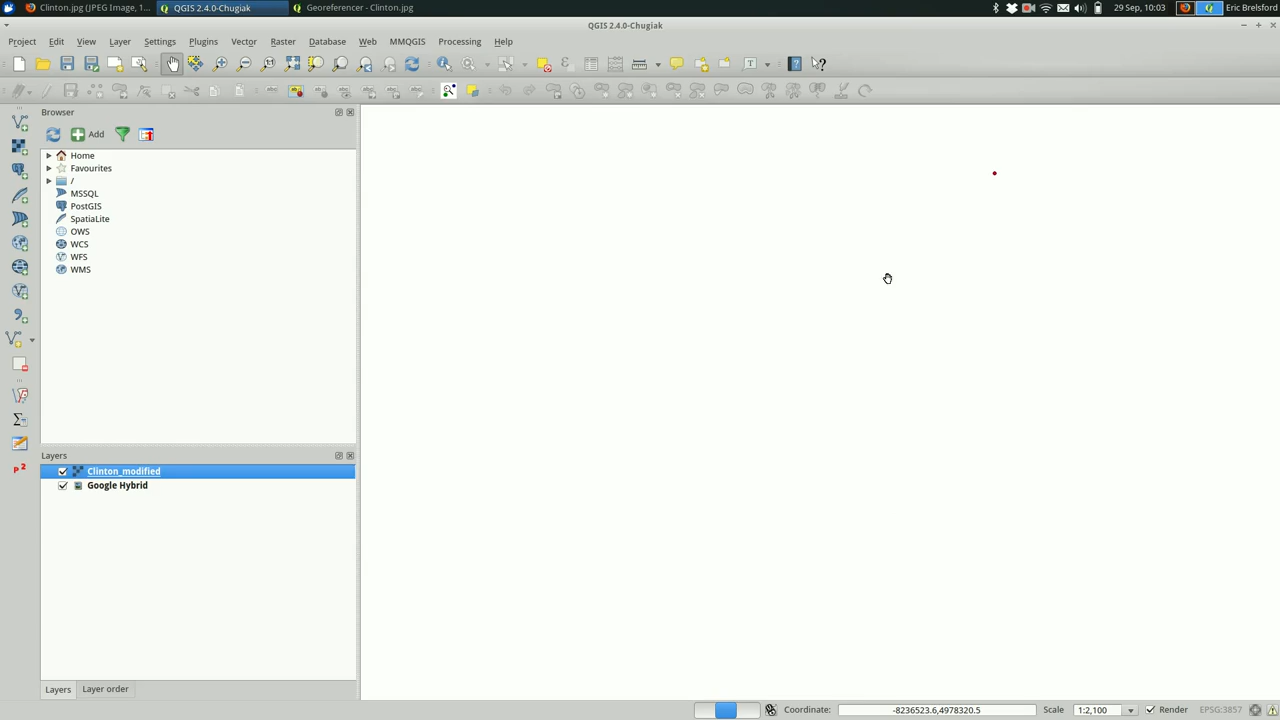 Clinton.jpg (JPEG Image, 1...
QGIS 2.4.0-Chugiak
Georeferencer - Clinton.jpg
29 Sep, 10:03
Eric Brelsford
QGIS 2.4.0-Chugiak
Project Edit View Layer Settings Plugins Vector Raster Database Web MMQGIS Processing Help
Browser
Add
Home
Favourites
/
MSSQL
PostGIS
SpatiaLite
OWS
WCS
WFS
WMS
Layers
Clinton_modified
Google Hybrid
Layers Layer order
Coordinate: -8236523.6,4978320.5 Scale 1:2,100 Render EPSG:3857